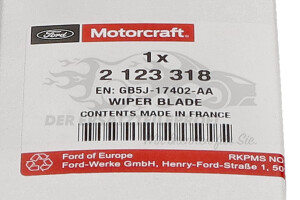 Ford
Motorcraft.
1x
2 123 318
EN: GB5J-17402-AA
WIPER BLADE
CONTENTS MADE IN FRANCE
Ford of Europe
RKPMS NO
Ford-Werke GmbH, Henry-Ford-Straße 1, 50